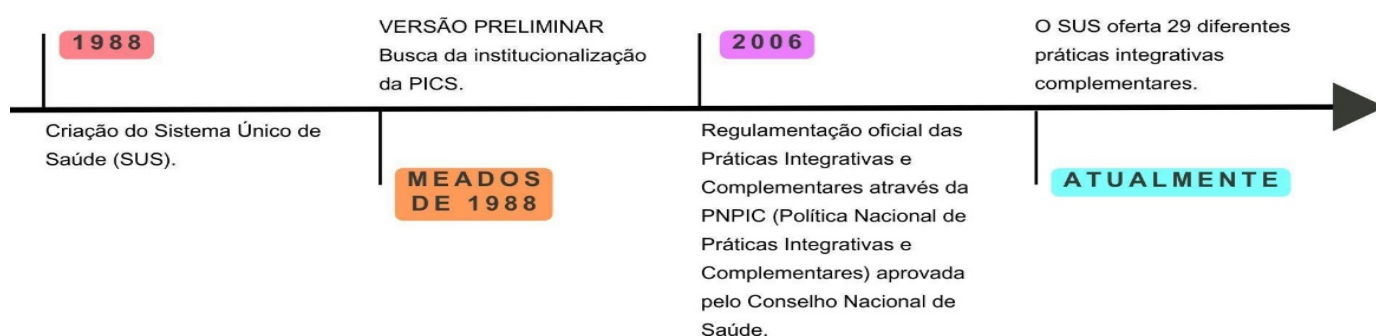 1988
Criação do Sistema Único de
Saúde (SUS).
VERSÃO PRELIMINAR
Busca da institucionalização
da PICS.
MEADOS
DE 1988
2006
Regulamentação oficial das
Práticas Integrativas e
Complementares através da
PNPIC (Política Nacional de
Práticas Integrativas e
Complementares) aprovada
pelo Conselho Nacional de
Saúde.
O SUS oferta 29 diferentes
práticas integrativas
complementares.
ATUALMENTE